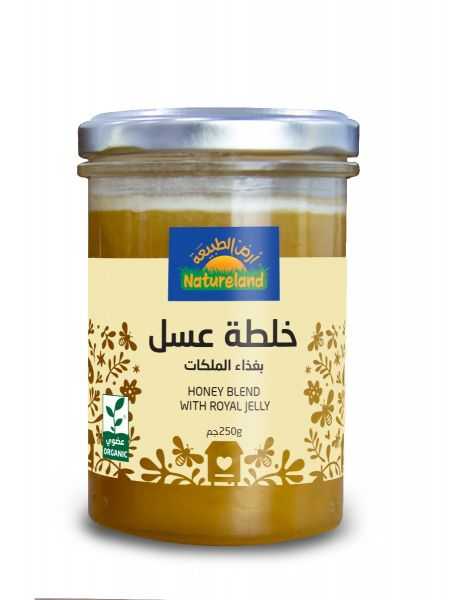 أرض الطبيعة
Natureland
خلطة عسل
بغذاء الملكات
HONEY BLEND
WITH ROYAL JELLY
250g جم
عضوي
ORGANIC